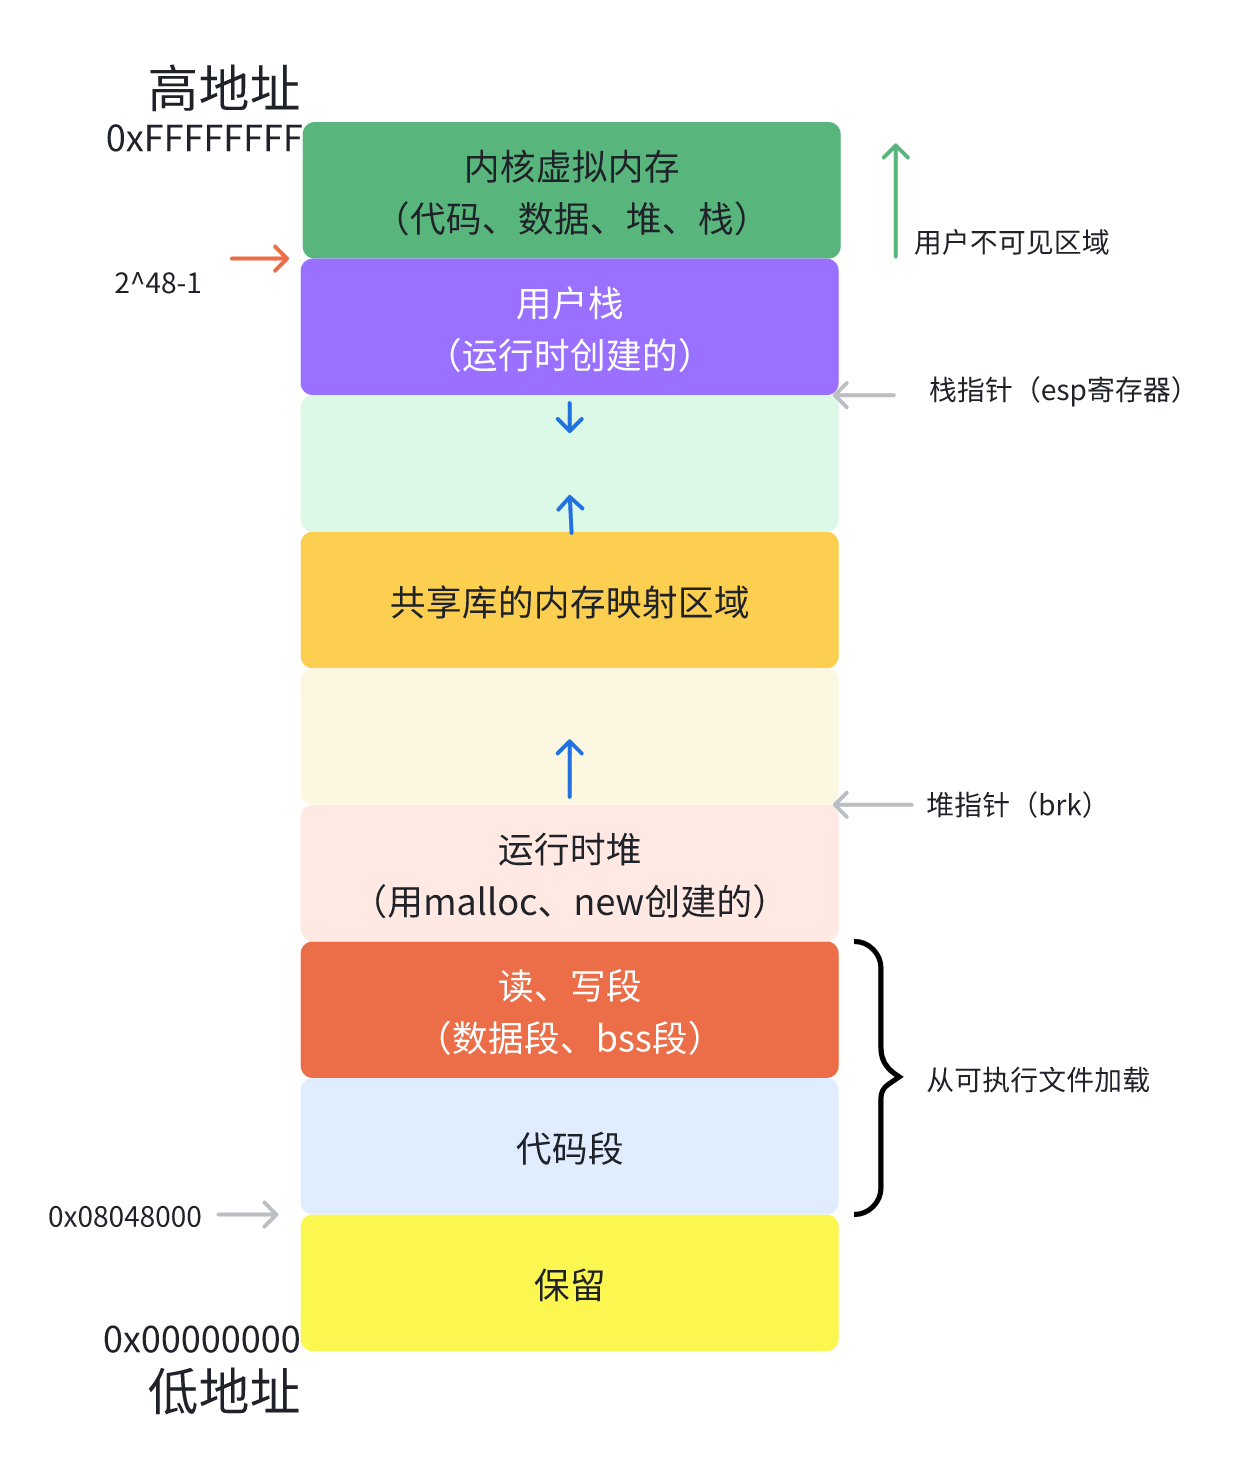 高地址
0xFFFFFFFF
内核虚拟内存
（代码、数据、堆、栈）
用户不可见区域
2^48-1
用户栈
（运行时创建的）
栈指针（esp寄存器）
共享库的内存映射区域
堆指针（brk）
运行时堆
（用malloc、new创建的）
读、写段
（数据段、bss段）
从可执行文件加载
代码段
0x08048000
保留
0x00000000
低地址